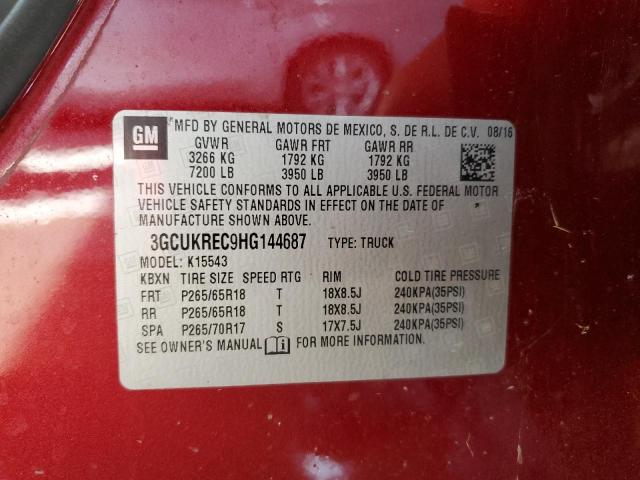 GM MFD BY GENERAL MOTORS DE MEXICO, S. DE R.L. DE C.V. 08/16
GVWR GAWR FRT GAWR RR
3266 KG 1792 KG 1792 KG
7200 LB 3950 LB 3950 LB
THIS VEHICLE CONFORMS TO ALL APPLICABLE U.S. FEDERAL MOTOR
VEHICLE SAFETY STANDARDS IN EFFECT ON THE DATE OF
MANUFACTURE SHOWN ABOVE.
3GCUKREC9HG144687 TYPE: TRUCK
MODEL: K15543
KBXN TIRE SIZE SPEED RTG RIM COLD TIRE PRESSURE
FRT P265/65R18 T 18X8.5J 240KPA(35PSI)
RR P265/65R18 T 18X8.5J 240KPA(35PSI)
SPA P265/70R17 S 17X7.5J 240KPA(35PSI)
SEE OWNER'S MANUAL i FOR MORE INFORMATION.